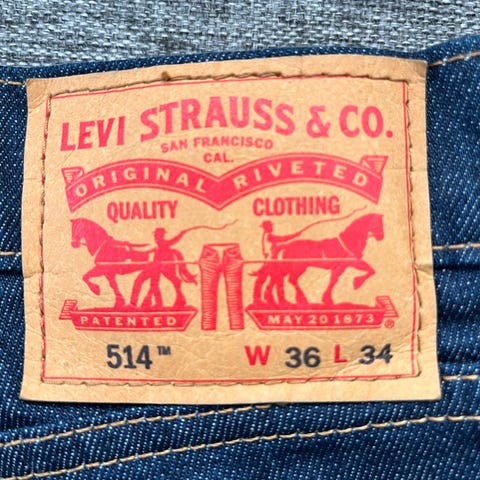 LEVI STRAUSS & CO.
SAN FRANCISCO
CAL.
ORIGINAL RIVETED
QUALITY CLOTHING
PATENTED MAY 20 1873 ®
514™ W 36 L 34